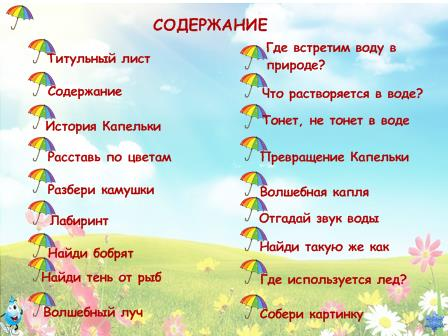 СОДЕРЖАНИЕ
Титульный лист
Содержание
История Капельки
Расставь по цветам
Разбери камушки
Лабиринт
Найди бобрят
Найди тень от рыб
Волшебный луч
Где встретим воду в
природе?
Что растворяется в воде?
Тонет, не тонет в воде
Превращение Капельки
Волшебная капля
Отгадай звук воды
Найди такую же как
Где используется лед?
Собери картинку